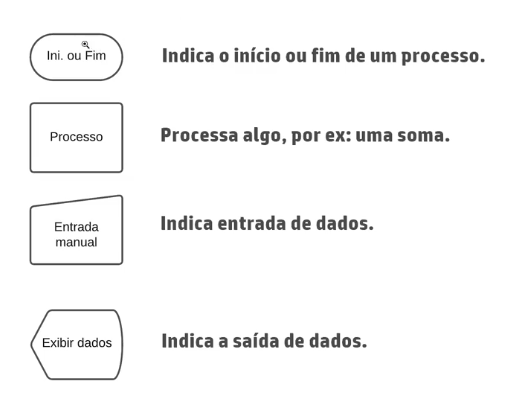 Ini. ou Fim
Indica o início ou fim de um processo.
Processo
Processa algo, por ex: uma soma.
Entrada
manual
Indica entrada de dados.
Exibir dados
Indica a saída de dados.